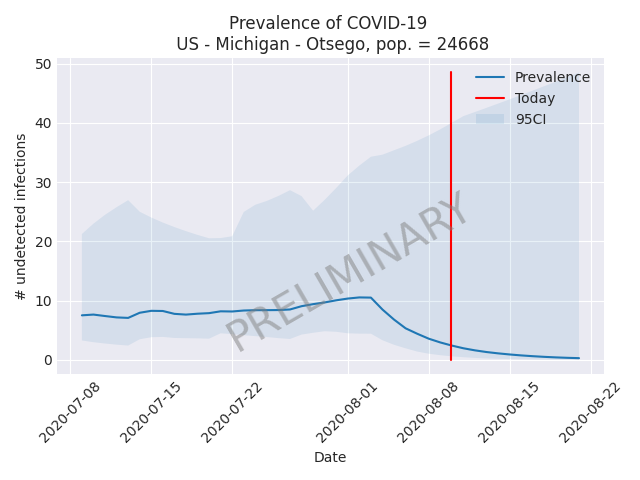 Prevalence of COVID-19
US - Michigan - Otsego, pop. = 24668
50
40
30
20
10
0
# undetected infections
Prevalence
Today
95CI
PRELIMINARY
2020-07-08
2020-07-15
2020-07-22
2020-08-01
2020-08-08
2020-08-15
2020-08-22
Date